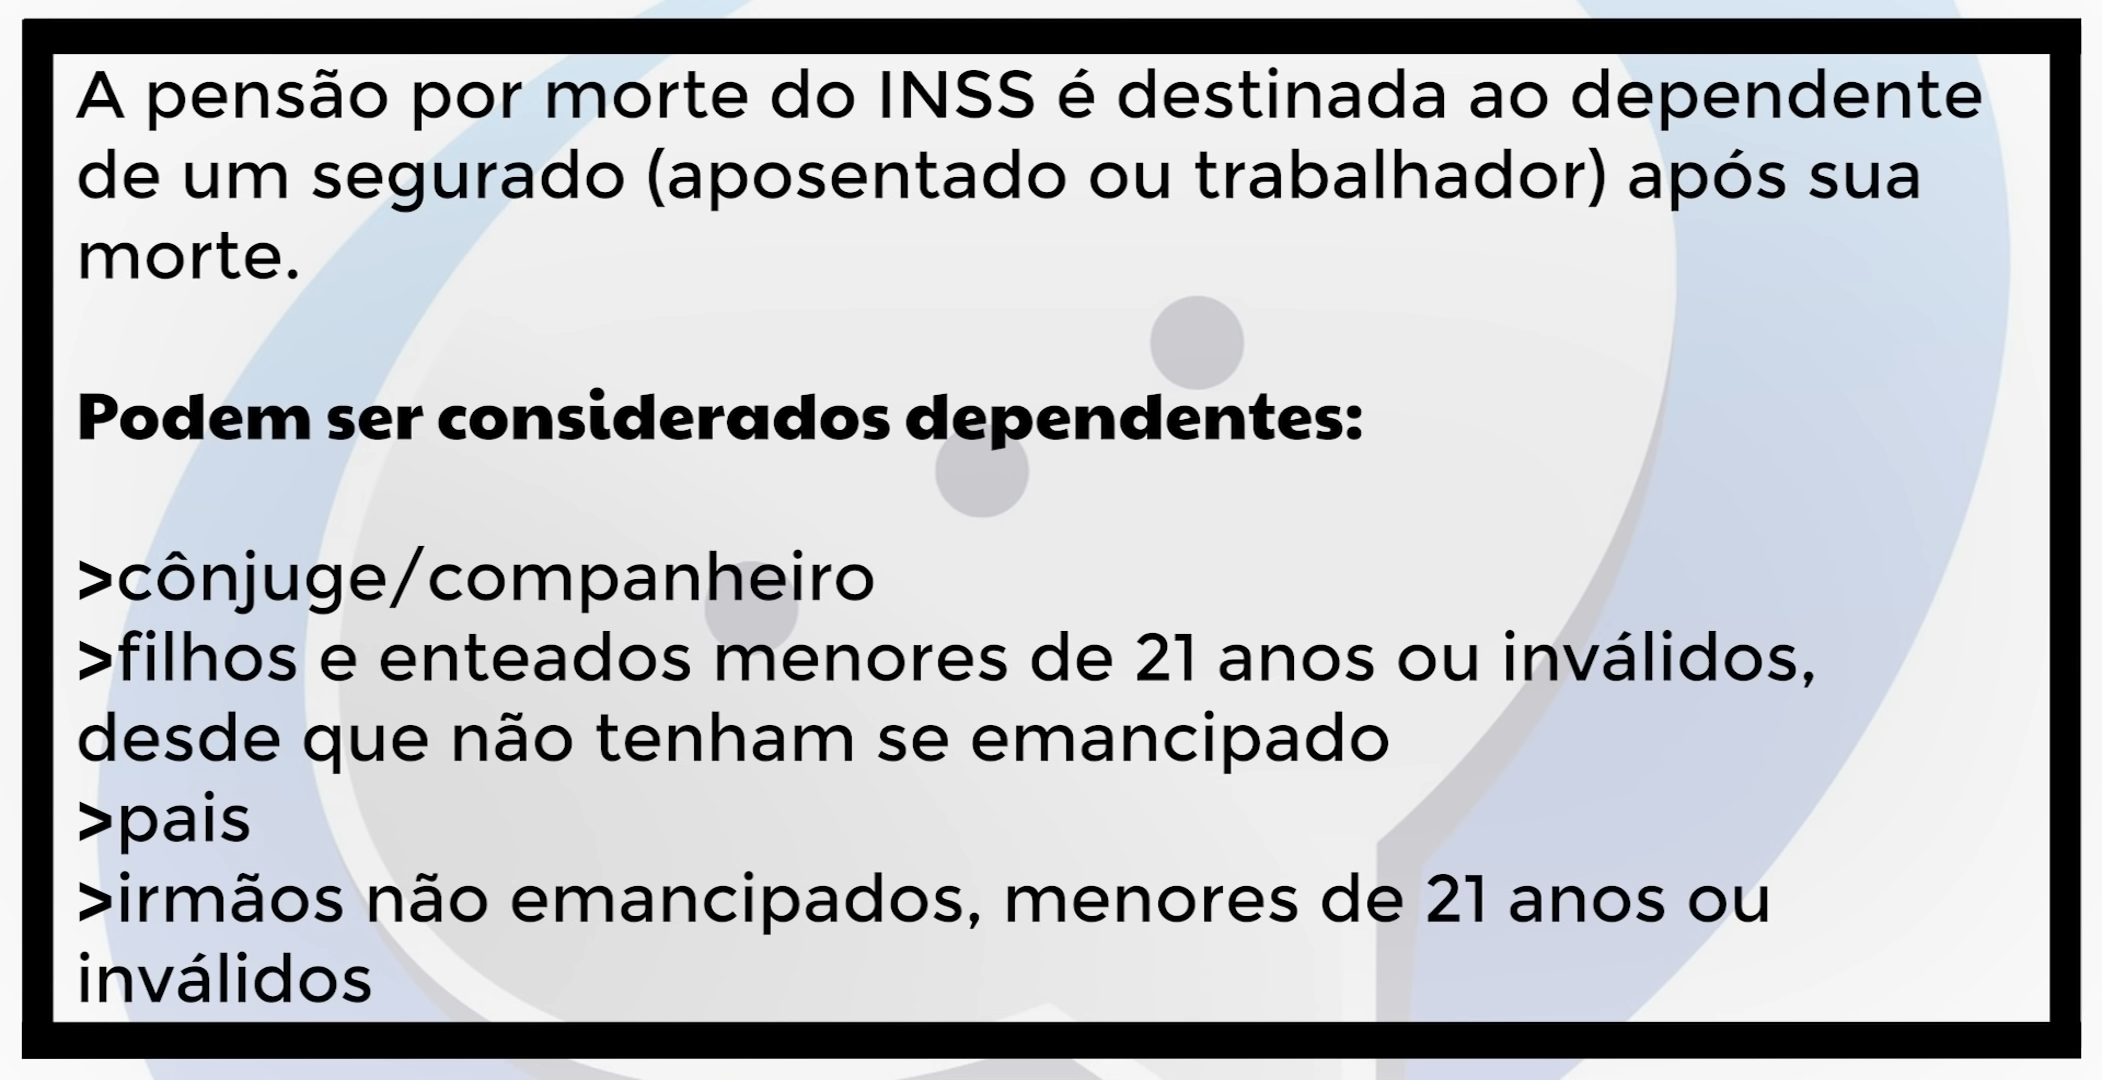 A pensão por morte do INSS é destinada ao dependente
de um segurado (aposentado ou trabalhador) após sua
morte.
Podem ser considerados dependentes:
>cônjuge/companheiro
>filhos e enteados menores de 21 anos ou inválidos,
desde que não tenham se emancipado
>pais
>irmãos não emancipados, menores de 21 anos ou
inválidos